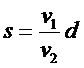 s = v₁/v₂ d